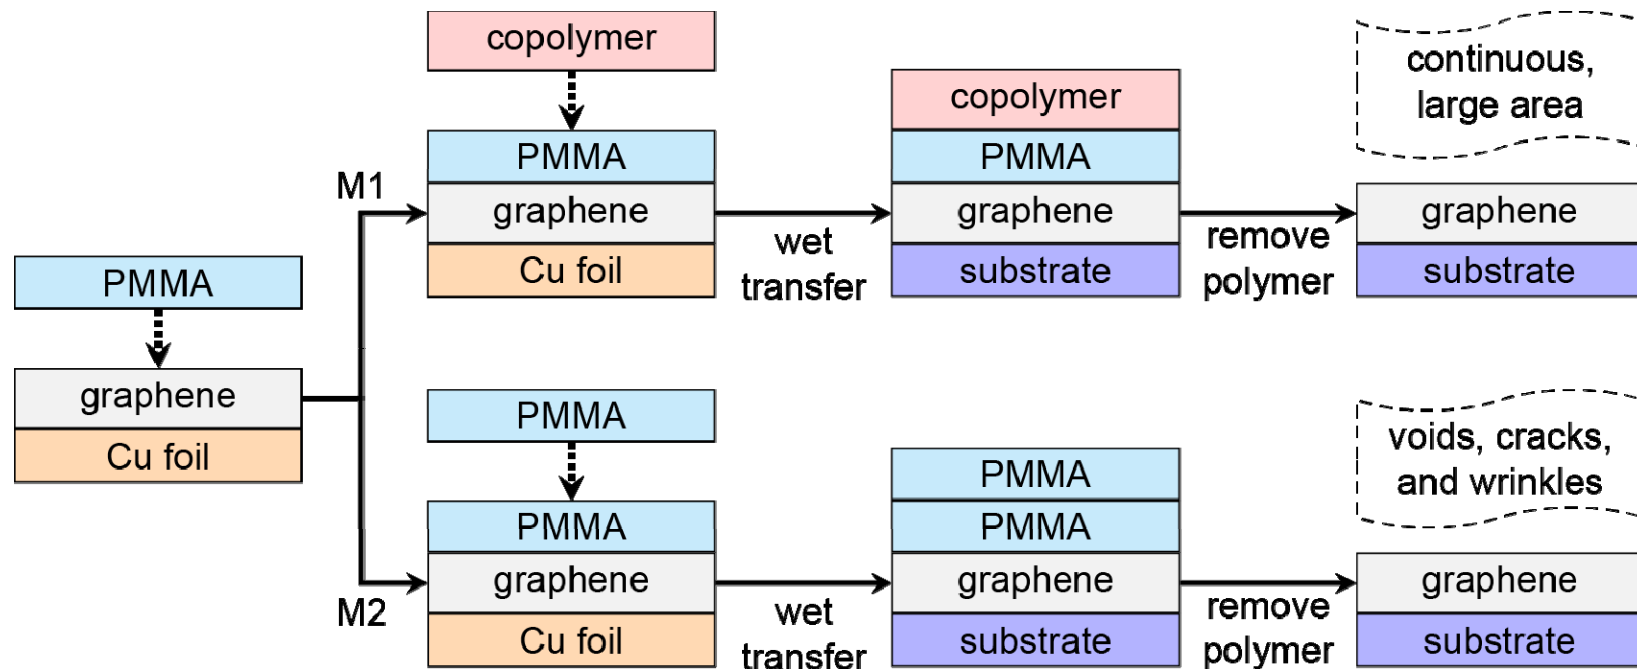 PMMA
graphene
Cu foil
M1
copolymer
PMMA
graphene
Cu foil
wet
transfer
copolymer
PMMA
graphene
substrate
remove
polymer
continuous,
large area
graphene
substrate
M2
PMMA
PMMA
graphene
Cu foil
wet
transfer
PMMA
PMMA
graphene
substrate
remove
polymer
voids, cracks,
and wrinkles
graphene
substrate